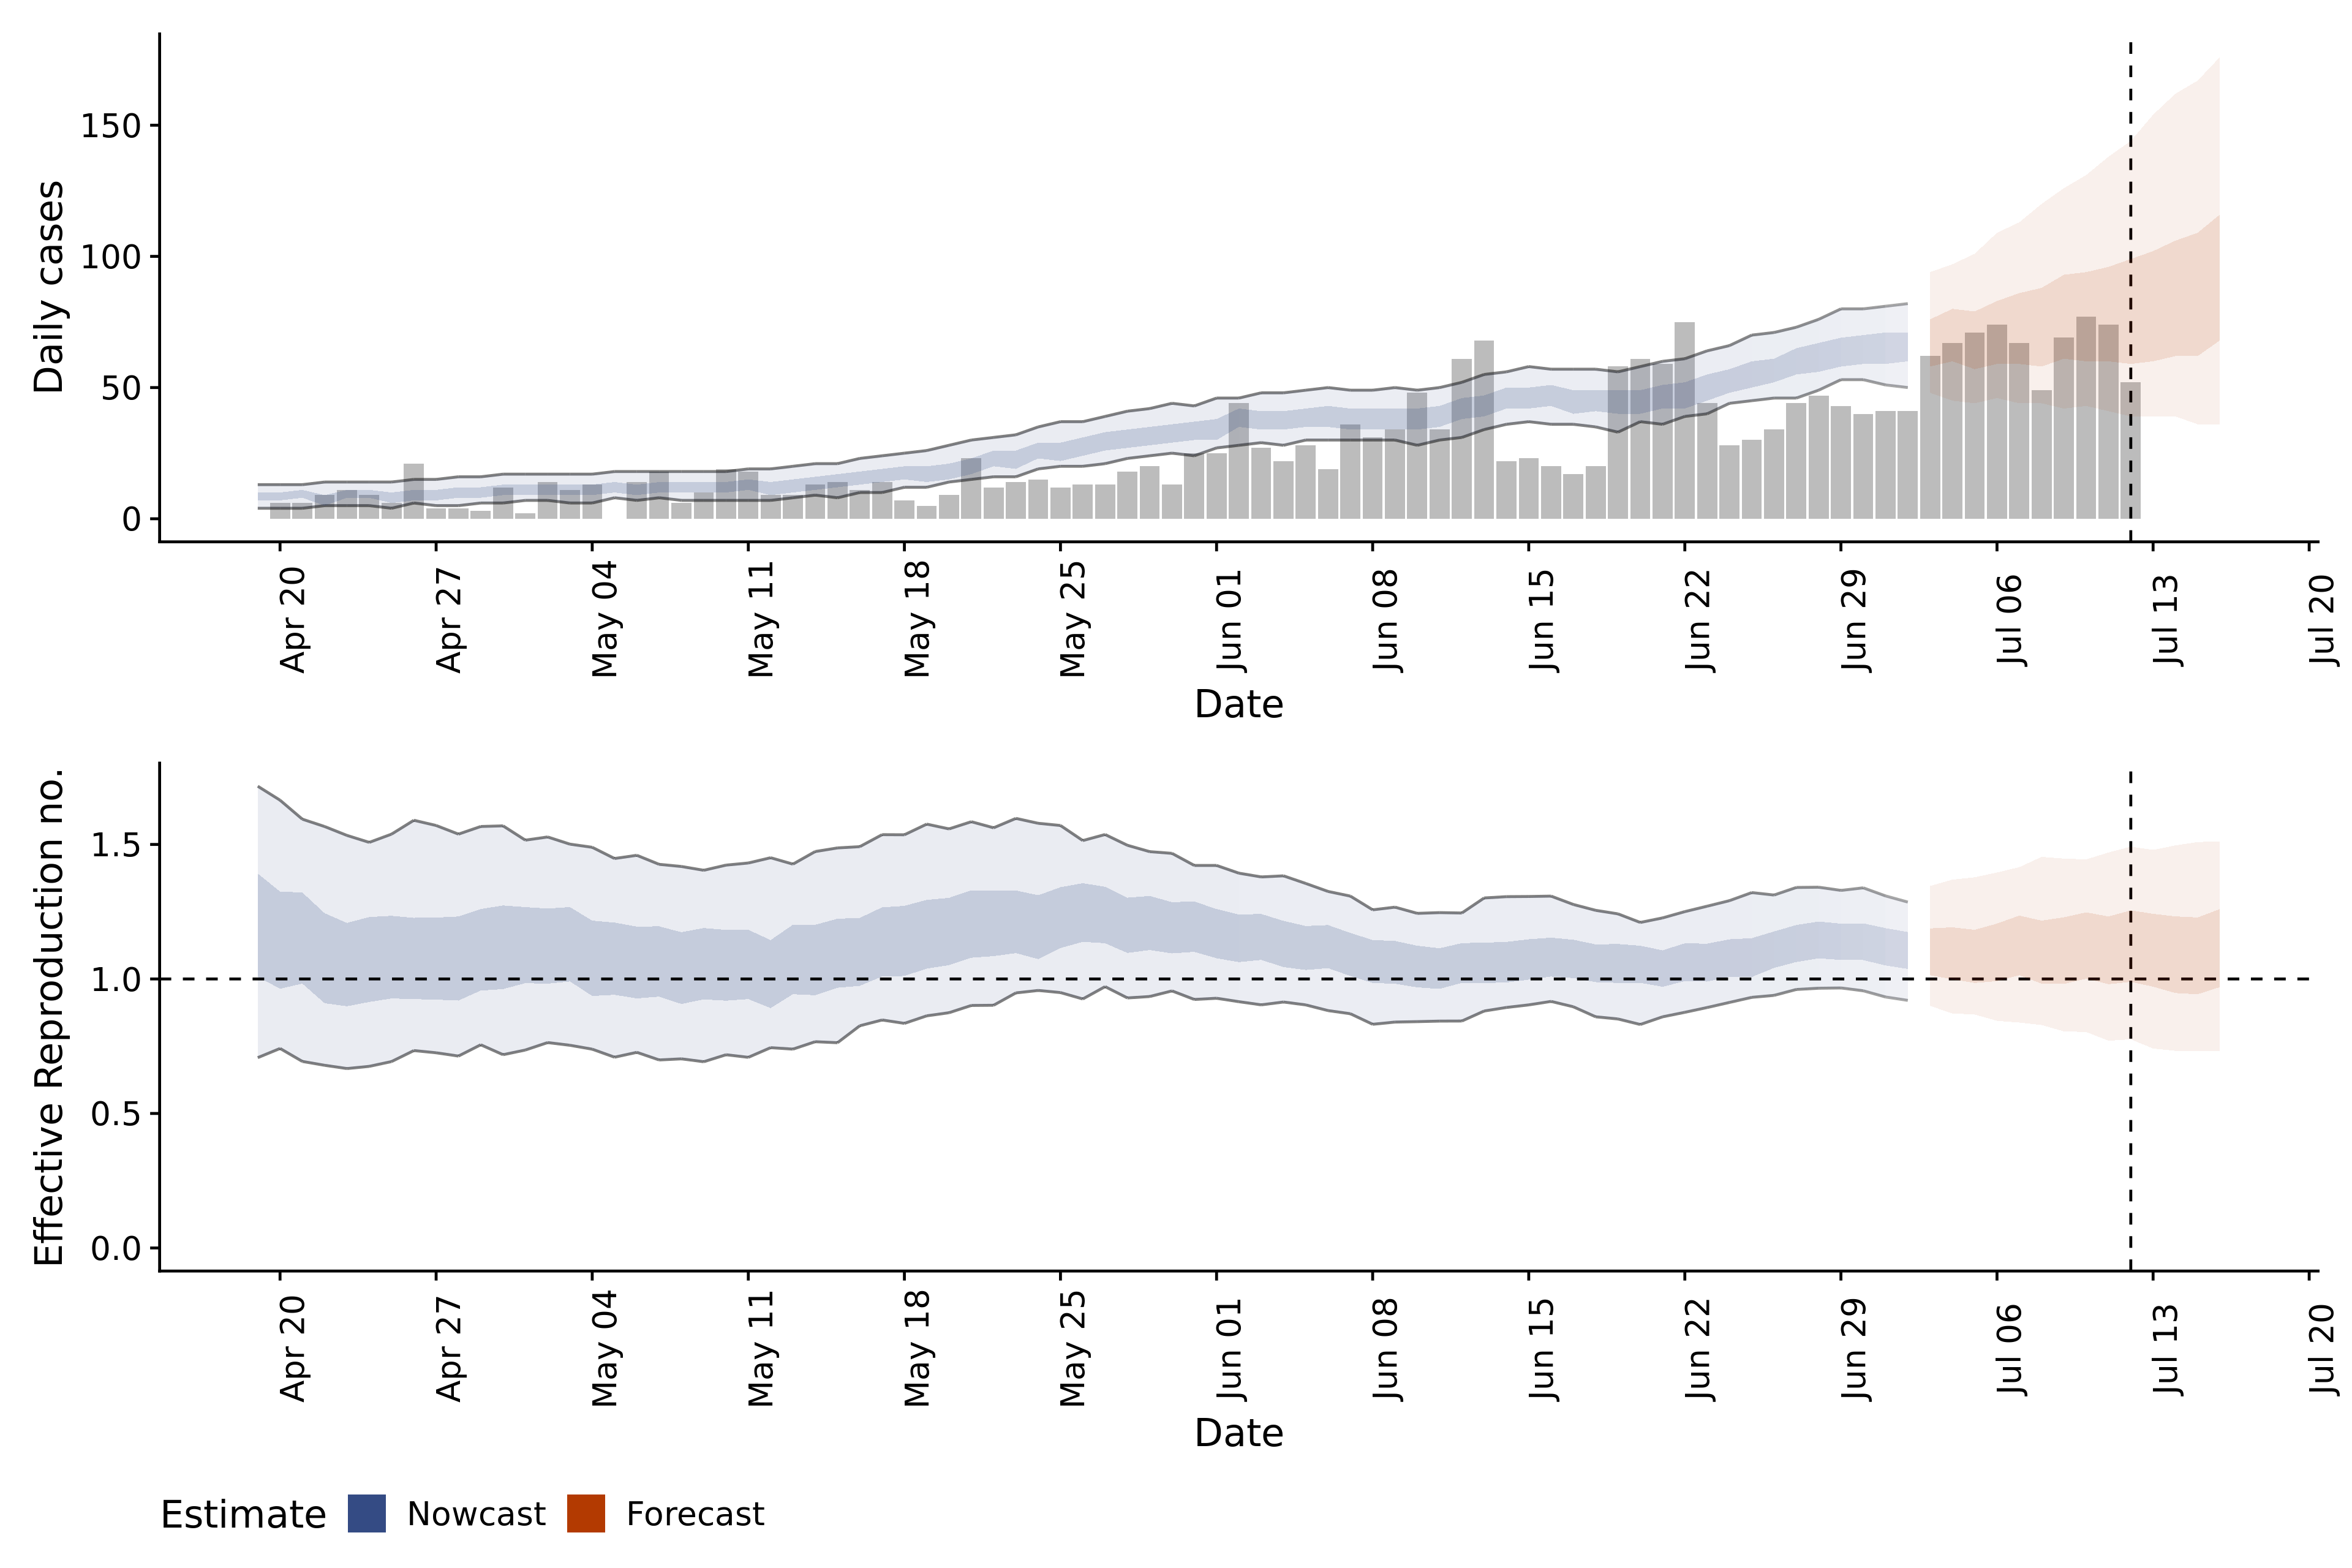 Daily cases
150
100
50
0
Apr 20
Apr 27
May 04
May 11
May 18
May 25
Jun 01
Jun 08
Jun 15
Jun 22
Jun 29
Jul 06
Jul 13
Jul 20
Date
Effective Reproduction no.
1.5
1.0
0.5
0.0
Apr 20
Apr 27
May 04
May 11
May 18
May 25
Jun 01
Jun 08
Jun 15
Jun 22
Jun 29
Jul 06
Jul 13
Jul 20
Date
Estimate Nowcast Forecast